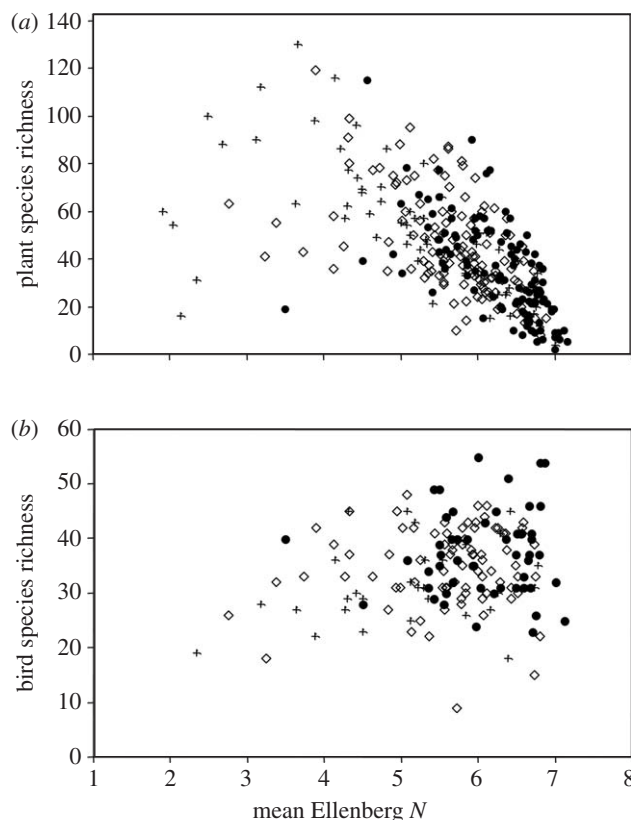 (a)
140
120
100
80
60
40
20
0
plant species richness
(b)
60
50
40
30
20
10
0
bird species richness
1 2 3 4 5 6 7 8
mean Ellenberg N